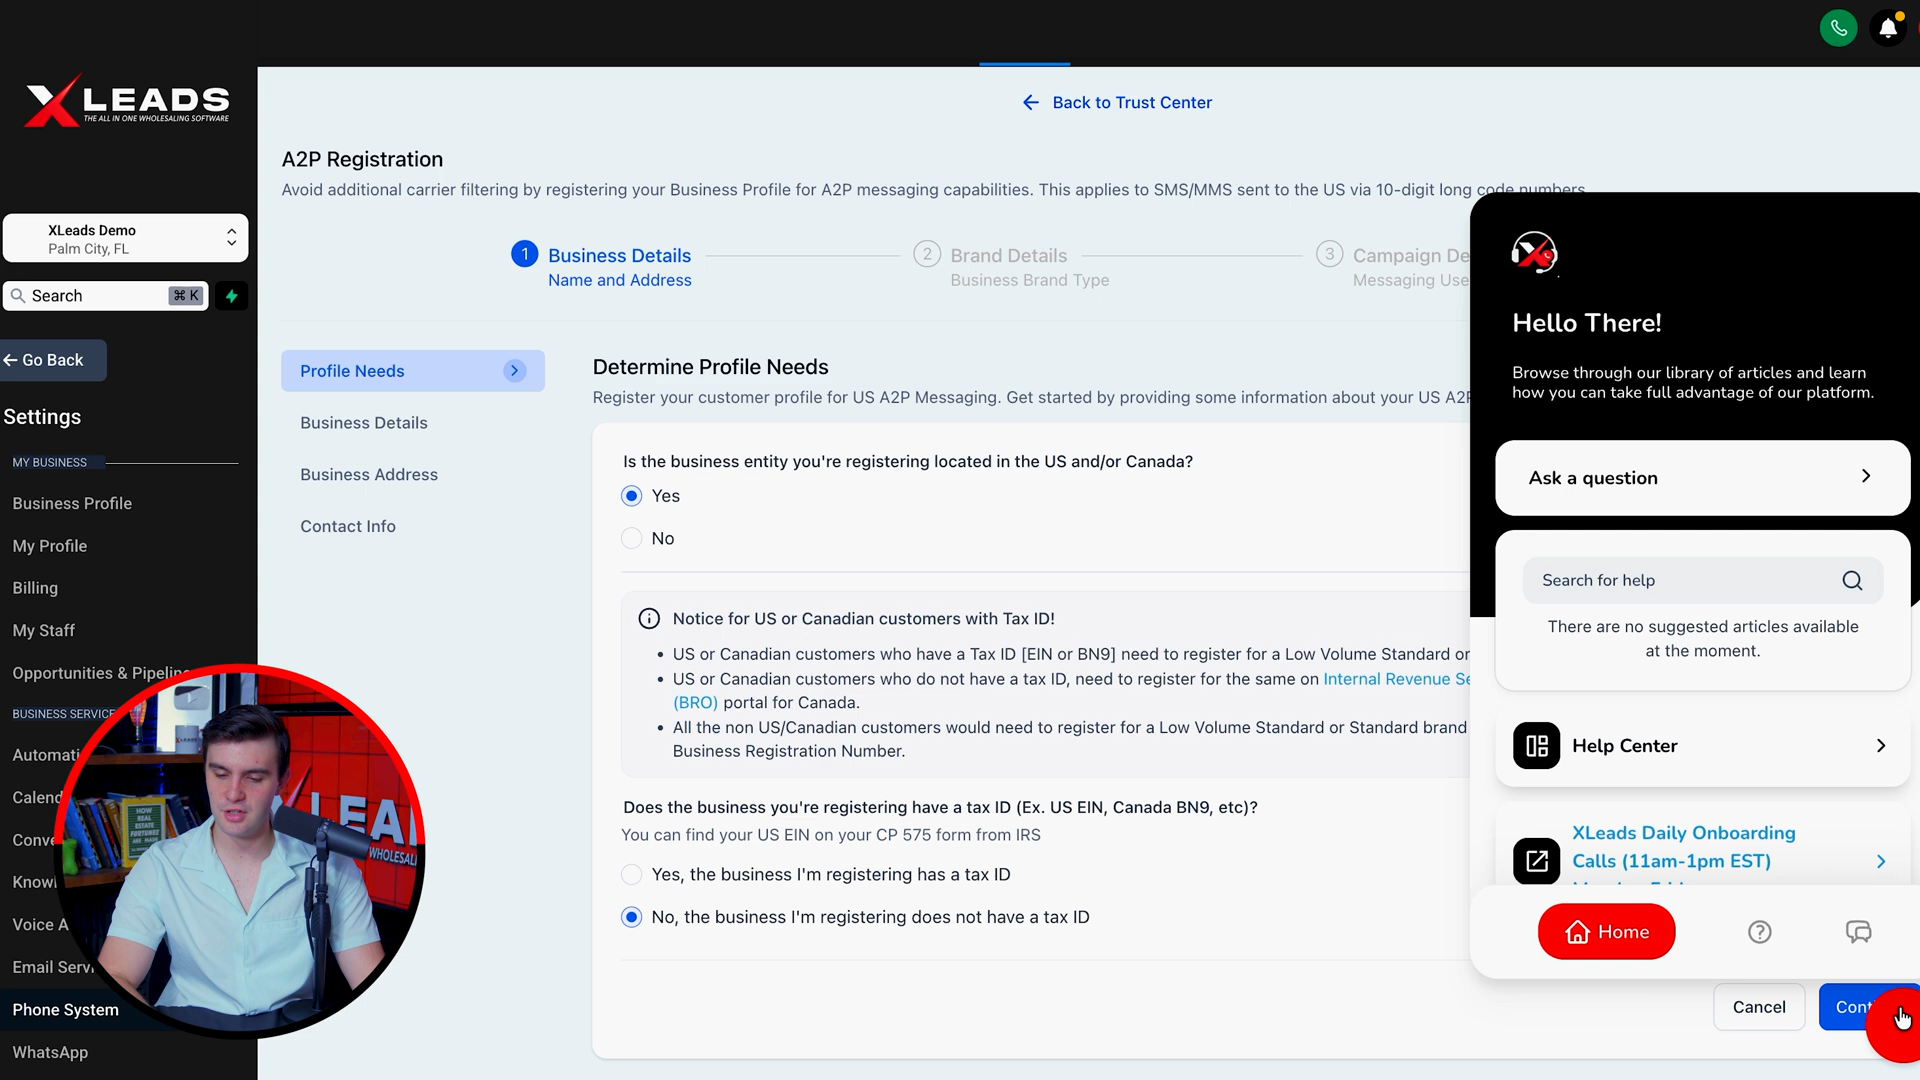 XLEADS
THE ALL IN ONE WHOLESALING SOFTWARE
XLeads Demo
Palm City, FL
Search
⌘ K
Go Back
Settings
MY BUSINESS
Business Profile
My Profile
Billing
My Staff
Opportunities & Pipelin
BUSINESS SERVICE
Automati
Calend
Conve
Know
Voice A
Email Servi
Phone System
WhatsApp
HOW
REAL
ESTATE
FORTUNES
ARE
MADE
LEA
WHOLESAL
Back to Trust Center
A2P Registration
Avoid additional carrier filtering by registering your Business Profile for A2P messaging capabilities. This applies to SMS/MMS sent to the US via 10-digit long code numbers
1 Business Details
Name and Address
2 Brand Details
Business Brand Type
3 Campaign De
Messaging Use
Profile Needs
Business Details
Business Address
Contact Info
Determine Profile Needs
Register your customer profile for US A2P Messaging. Get started by providing some information about your US A2P
Is the business entity you're registering located in the US and/or Canada?
Yes
No
Notice for US or Canadian customers with Tax ID!
• US or Canadian customers who have a Tax ID [EIN or BN9] need to register for a Low Volume Standard or
• US or Canadian customers who do not have a tax ID, need to register for the same on Internal Revenue Se
(BRO) portal for Canada.
• All the non US/Canadian customers would need to register for a Low Volume Standard or Standard brand
Business Registration Number.
Does the business you're registering have a tax ID (Ex. US EIN, Canada BN9, etc)?
You can find your US EIN on your CP 575 form from IRS
Yes, the business I'm registering has a tax ID
No, the business I'm registering does not have a tax ID
Cancel
Cont
Hello There!
Browse through our library of articles and learn
how you can take full advantage of our platform.
Ask a question
Search for help
There are no suggested articles available
at the moment.
Help Center
XLeads Daily Onboarding
Calls (11am-1pm EST)
Home